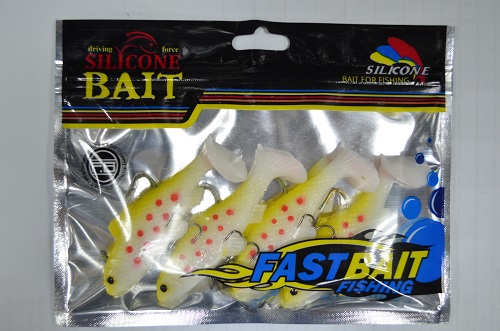 driving force
SILICONE
BAIT
SILICONE
BAIT FOR FISHING
FASTBAIT
FISHING